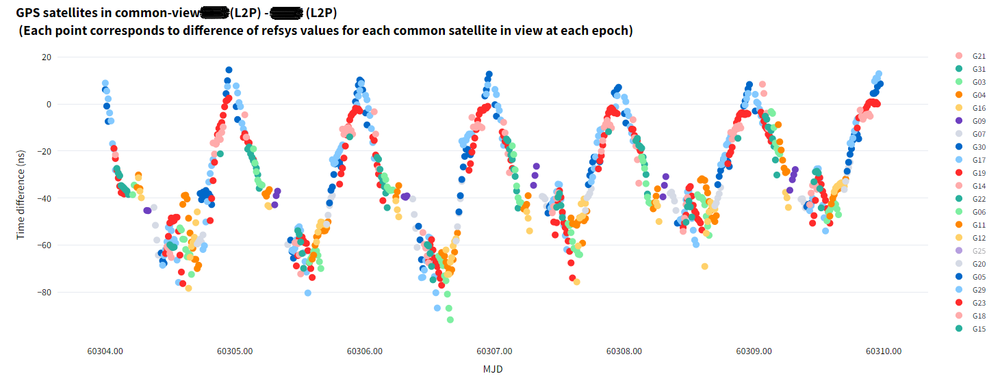 GPS satellites in common-view (L2P) - (L2P)
(Each point corresponds to difference of refsys values for each common satellite in view at each epoch)
20
0
−20
−40
−60
−80
Time difference (ns)
60304.00
60305.00
60306.00
60307.00
60308.00
60309.00
60310.00
MJD
G21
G31
G03
G04
G16
G09
G07
G30
G17
G19
G14
G22
G06
G11
G12
G25
G20
G05
G29
G23
G18
G15